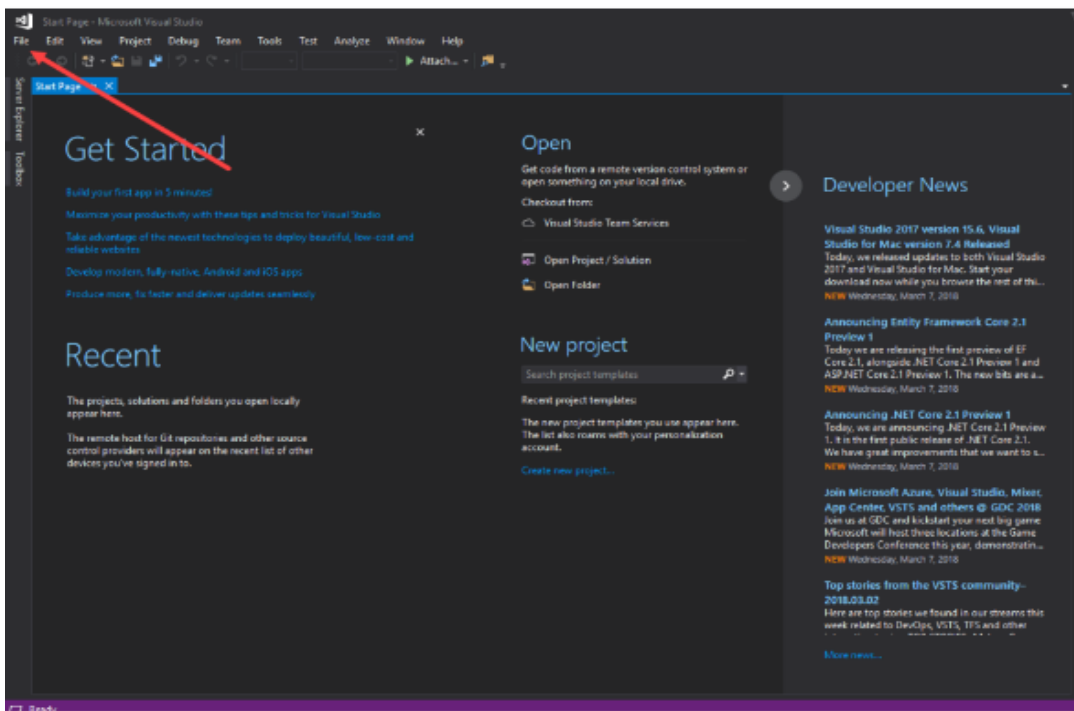 Start Page - Microsoft Visual Studio
File Edit View Project Debug Team Tools Test Analyze Window Help
Attach...
Server Explorer
Toolbox
Start Page
Get Started
Build your first app in 5 minutes!
Maximize your productivity with these tips and tricks for Visual Studio
Take advantage of the newest technologies to deploy beautiful, low-cost and
reliable websites
Develop modern, fully-native, Android and iOS apps
Produce more, fix faster and deliver updates seamlessly
Recent
The projects, solutions and folders you open locally
appear here.
The remote host for Git repositories and other source
control providers will appear on the recent list of other
devices you've signed in to.
Open
Get code from a remote version control system or
open something on your local drive.
Checkout from:
Visual Studio Team Services
Open Project / Solution
Open Folder
New project
Search project templates
Recent project templates:
The new project templates you use appear here.
The list also roams with your personalization
account.
Create new project...
Developer News
Visual Studio 2017 version 15.6, Visual
Studio for Mac version 7.4 Released
Today, we released updates to both Visual Studio
2017 and Visual Studio for Mac. Start your
download now while you browse the rest of thi...
NEW Wednesday, March 7, 2018
Announcing Entity Framework Core 2.1
Preview 1
Today we are releasing the first preview of EF
Core 2.1, alongside .NET Core 2.1 Preview 1 and
ASP.NET Core 2.1 Preview 1. The new bits are a...
NEW Wednesday, March 7, 2018
Announcing .NET Core 2.1 Preview 1
Today, we are announcing .NET Core 2.1 Preview
1. It is the first public release of .NET Core 2.1.
We have great improvements that we want to s...
NEW Wednesday, March 7, 2018
Join Microsoft Azure, Visual Studio, Mixer,
App Center, VSTS and others @ GDC 2018
Join us at GDC and kickstart your next big game
Microsoft will host three locations at the Game
Developers Conference this year, demonstratin...
NEW Wednesday, March 7, 2018
Top stories from the VSTS community–
2018.03.02
Here are top stories we found in our streams this
week related to DevOps, VSTS, TFS and other
More news...
Ready